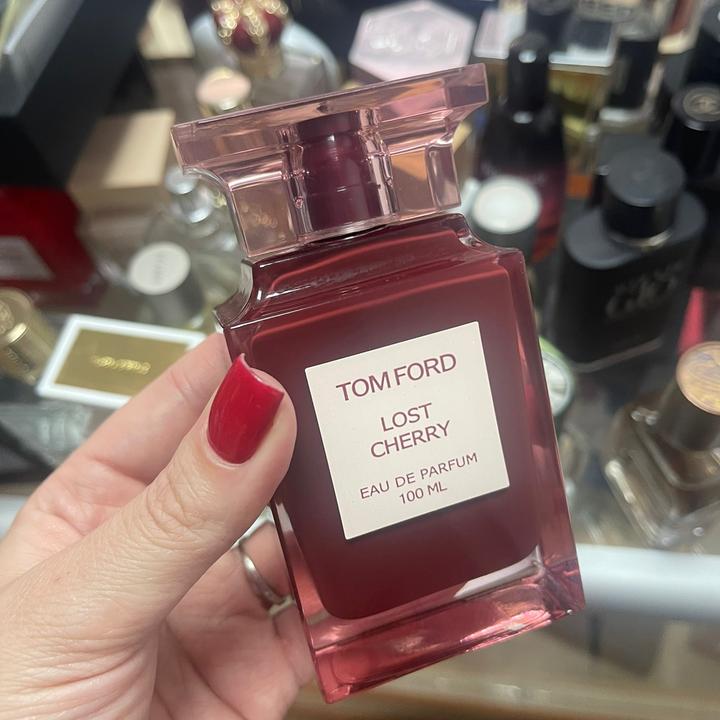 TOM FORD
LOST
CHERRY
EAU DE PARFUM
100 ML